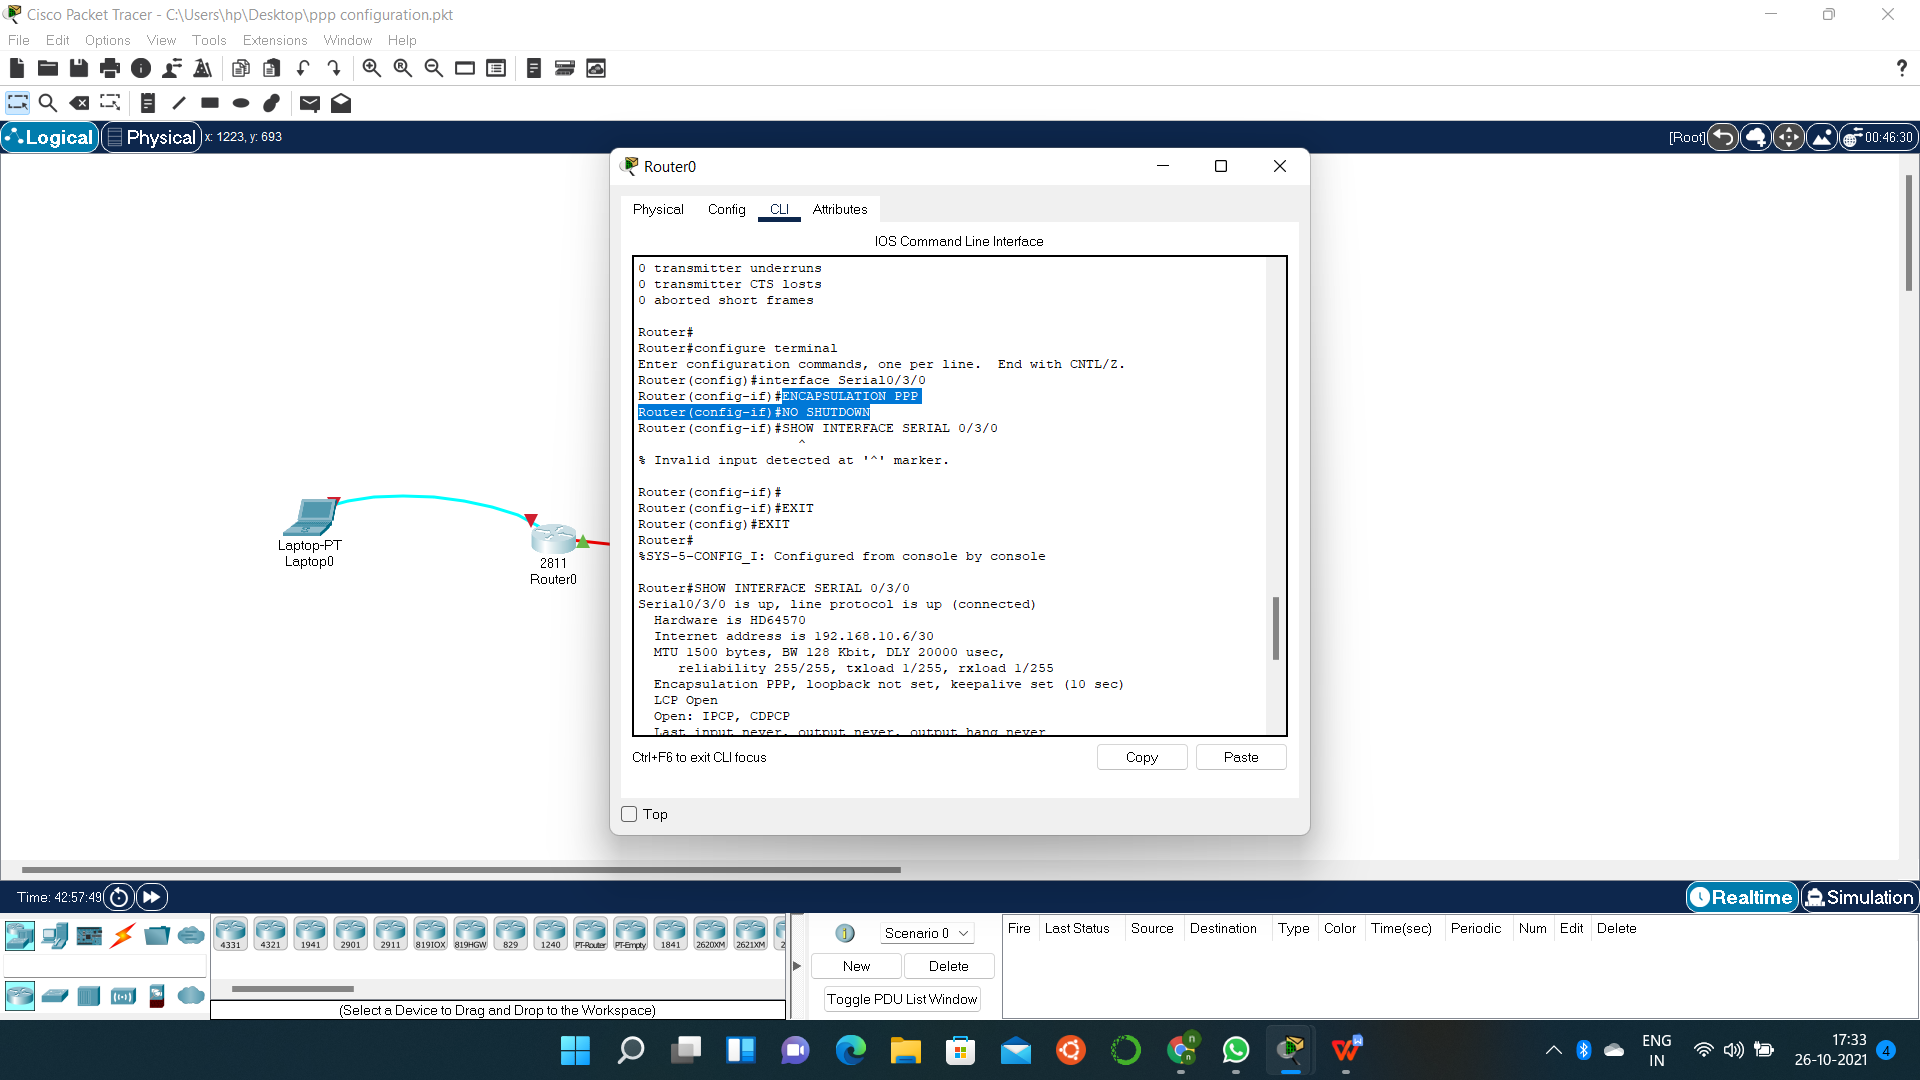 Cisco Packet Tracer - C:\Users\hp\Desktop\ppp configuration.pkt
File Edit Options View Tools Extensions Window Help
?
Logical Physical x: 1223, y: 693
[Root] 00:46:30
Router0
Physical Config CLI Attributes
IOS Command Line Interface
0 transmitter underruns
0 transmitter CTS losts
0 aborted short frames
Router#
Router#configure terminal
Enter configuration commands, one per line. End with CNTL/Z.
Router(config)#interface Serial0/3/0
Router(config-if)#ENCAPSULATION PPP
Router(config-if)#NO SHUTDOWN
Router(config-if)#SHOW INTERFACE SERIAL 0/3/0
^
% Invalid input detected at '^' marker.
Router(config-if)#
Router(config-if)#EXIT
Router(config)#EXIT
Router#
%SYS-5-CONFIG_I: Configured from console by console
Router#SHOW INTERFACE SERIAL 0/3/0
Serial0/3/0 is up, line protocol is up (connected)
Hardware is HD64570
Internet address is 192.168.10.6/30
MTU 1500 bytes, BW 128 Kbit, DLY 20000 usec,
reliability 255/255, txload 1/255, rxload 1/255
Encapsulation PPP, loopback not set, keepalive set (10 sec)
LCP Open
Open: IPCP, CDPCP
Last input never, output never, output hang never
Ctrl+F6 to exit CLI focus
Copy Paste
Top
Laptop-PT
Laptop0
2811
Router0
Time: 42:57:49
Realtime Simulation
4331 4321 1941 2901 2911 819IOX 819HGW 829 1240 PT-Router PT-Empty 1841 2620XM 2621XM 2
(Select a Device to Drag and Drop to the Workspace)
Scenario 0
New Delete
Toggle PDU List Window
Fire Last Status Source Destination Type Color Time(sec) Periodic Num Edit Delete
ENG
IN
17:33
26-10-2021
4